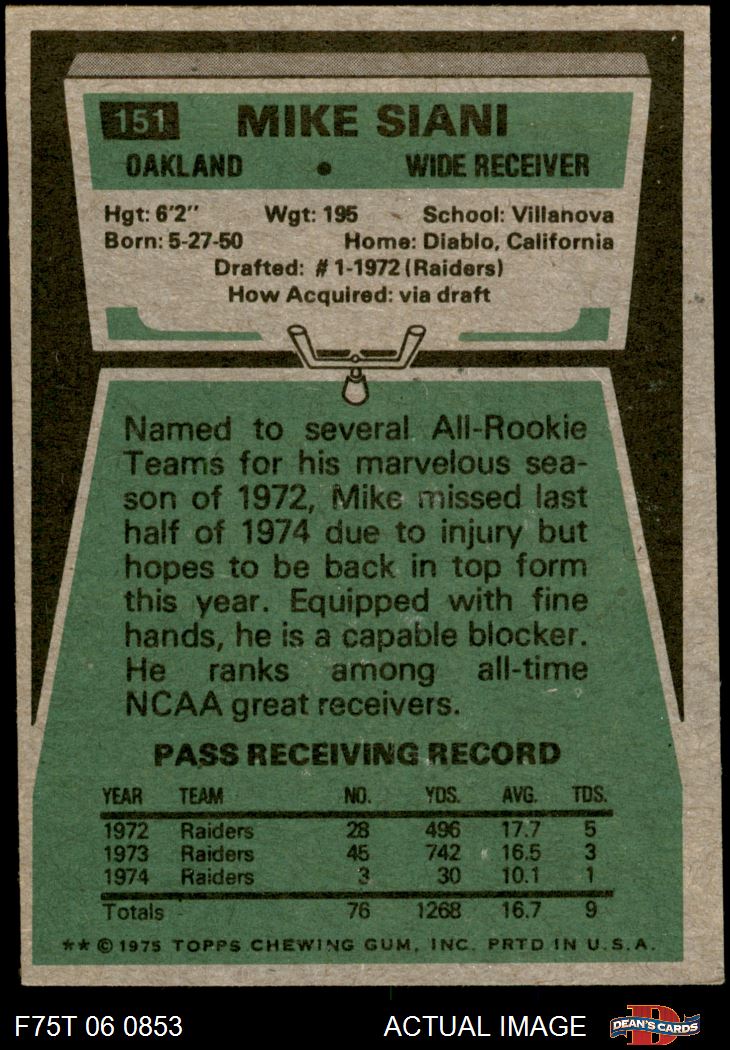 151 MIKE SIANI
OAKLAND • WIDE RECEIVER
Hgt: 6'2" Wgt: 195 School: Villanova
Born: 5-27-50 Home: Diablo, California
Drafted: #1-1972 (Raiders)
How Acquired: via draft
Named to several All-Rookie
Teams for his marvelous sea-
son of 1972, Mike missed last
half of 1974 due to injury but
hopes to be back in top form
this year. Equipped with fine
hands, he is a capable blocker.
He ranks among all-time
NCAA great receivers.
PASS RECEIVING RECORD
YEAR TEAM NO. YDS. AVG. TDS.
1972 Raiders 28 496 17.7 5
1973 Raiders 45 742 16.5 3
1974 Raiders 3 30 10.1 1
Totals 76 1268 16.7 9
** © 1975 TOPPS CHEWING GUM, INC. PRTD IN U.S.A.
F75T 06 0853 ACTUAL IMAGE DEAN'S CARDS